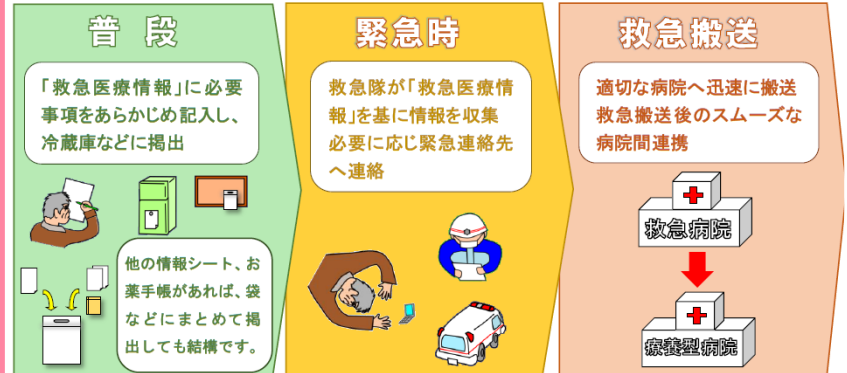 普段
「救急医療情報」に必要
事項をあらかじめ記入し、
冷蔵庫などに掲出
他の情報シート、お
薬手帳があれば、袋
などにまとめて掲
出しても結構です。
緊急時
救急隊が「救急医療情
報」を基に情報を収集
必要に応じ緊急連絡先
へ連絡
救急搬送
適切な病院へ迅速に搬送
救急搬送後のスムーズな
病院間連携
救急病院
療養型病院